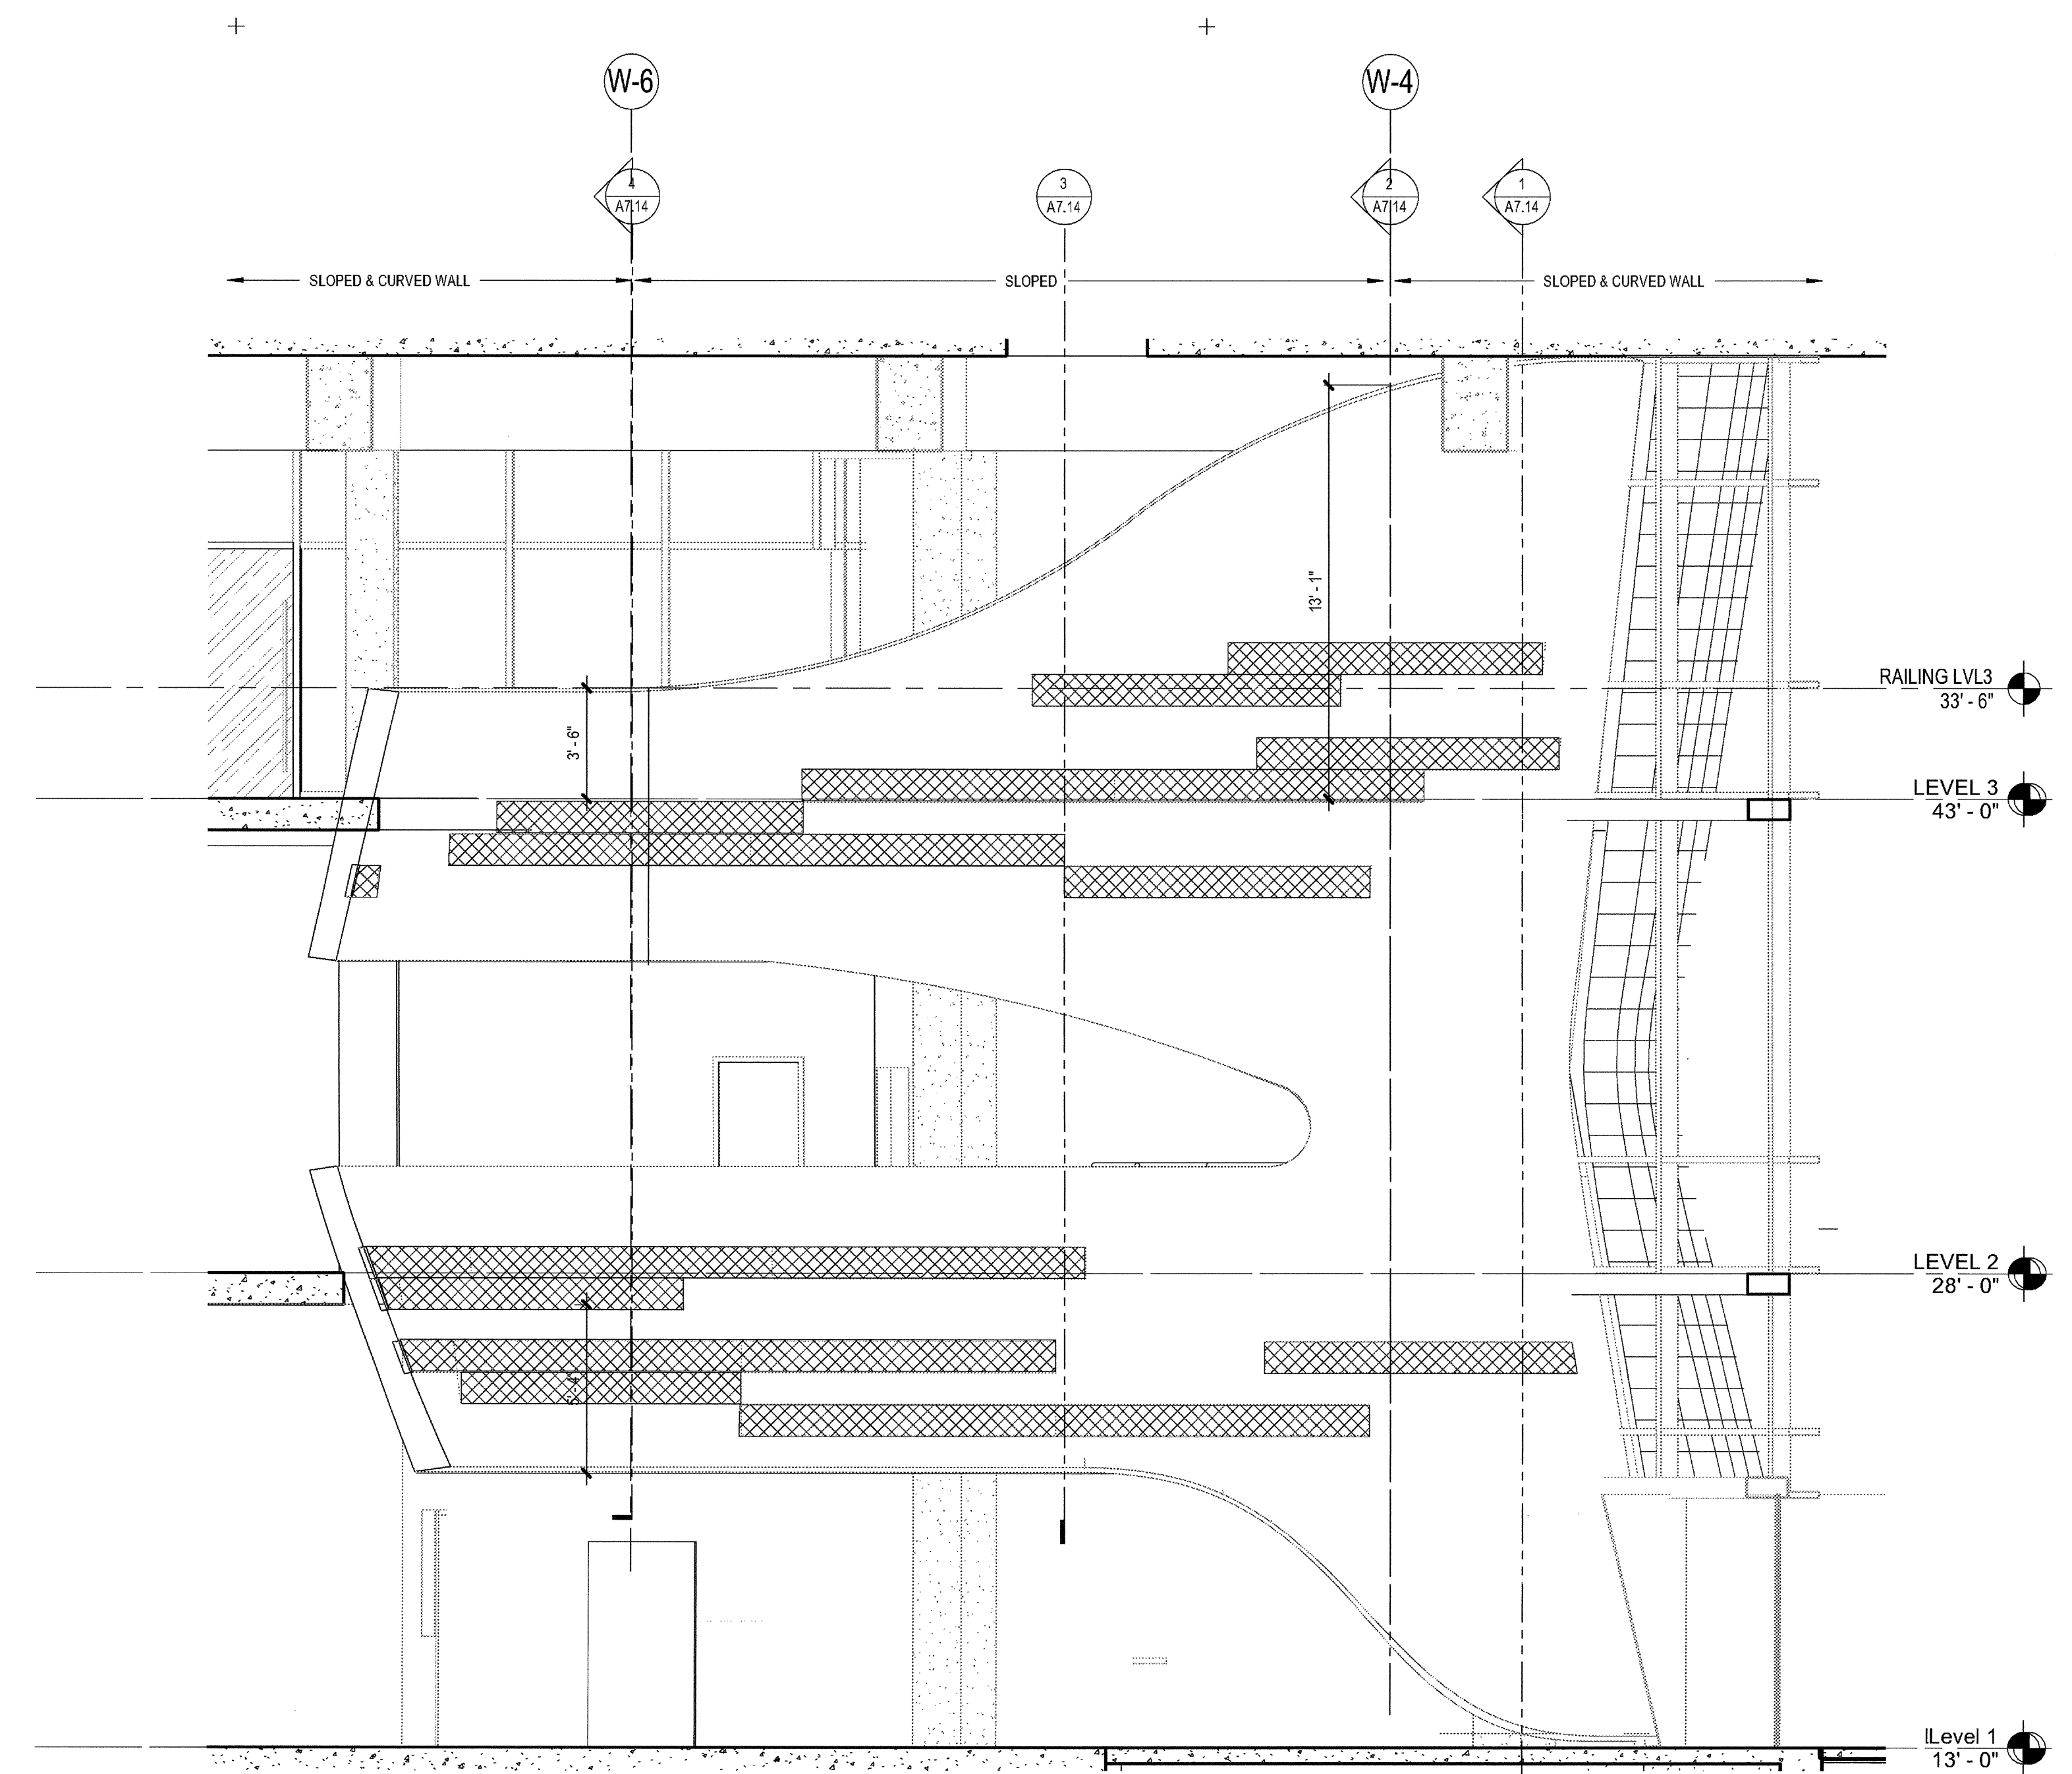 W-6
W-4
4
A7.14
3
A7.14
2
A7.14
1
A7.14
SLOPED & CURVED WALL
SLOPED
SLOPED & CURVED WALL
13' - 1"
RAILING LVL3
33' - 6"
3' - 6"
LEVEL 3
43' - 0"
LEVEL 2
28' - 0"
5' - 4"
Level 1
13' - 0"